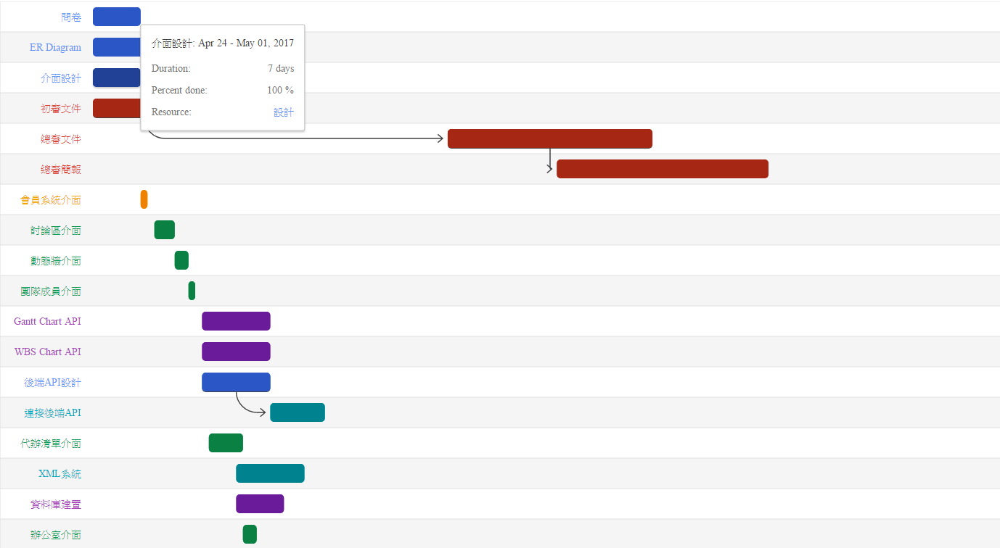 問卷
ER Diagram
介面設計: Apr 24 - May 01, 2017
Duration: 7 days
Percent done: 100 %
Resource: 設計
介面設計
初審文件
總審文件
總審簡報
會員系統介面
討論區介面
動態牆介面
團隊成員介面
Gantt Chart API
WBS Chart API
後端API設計
連接後端API
代辦清單介面
XML系統
資料庫建置
辦公室介面